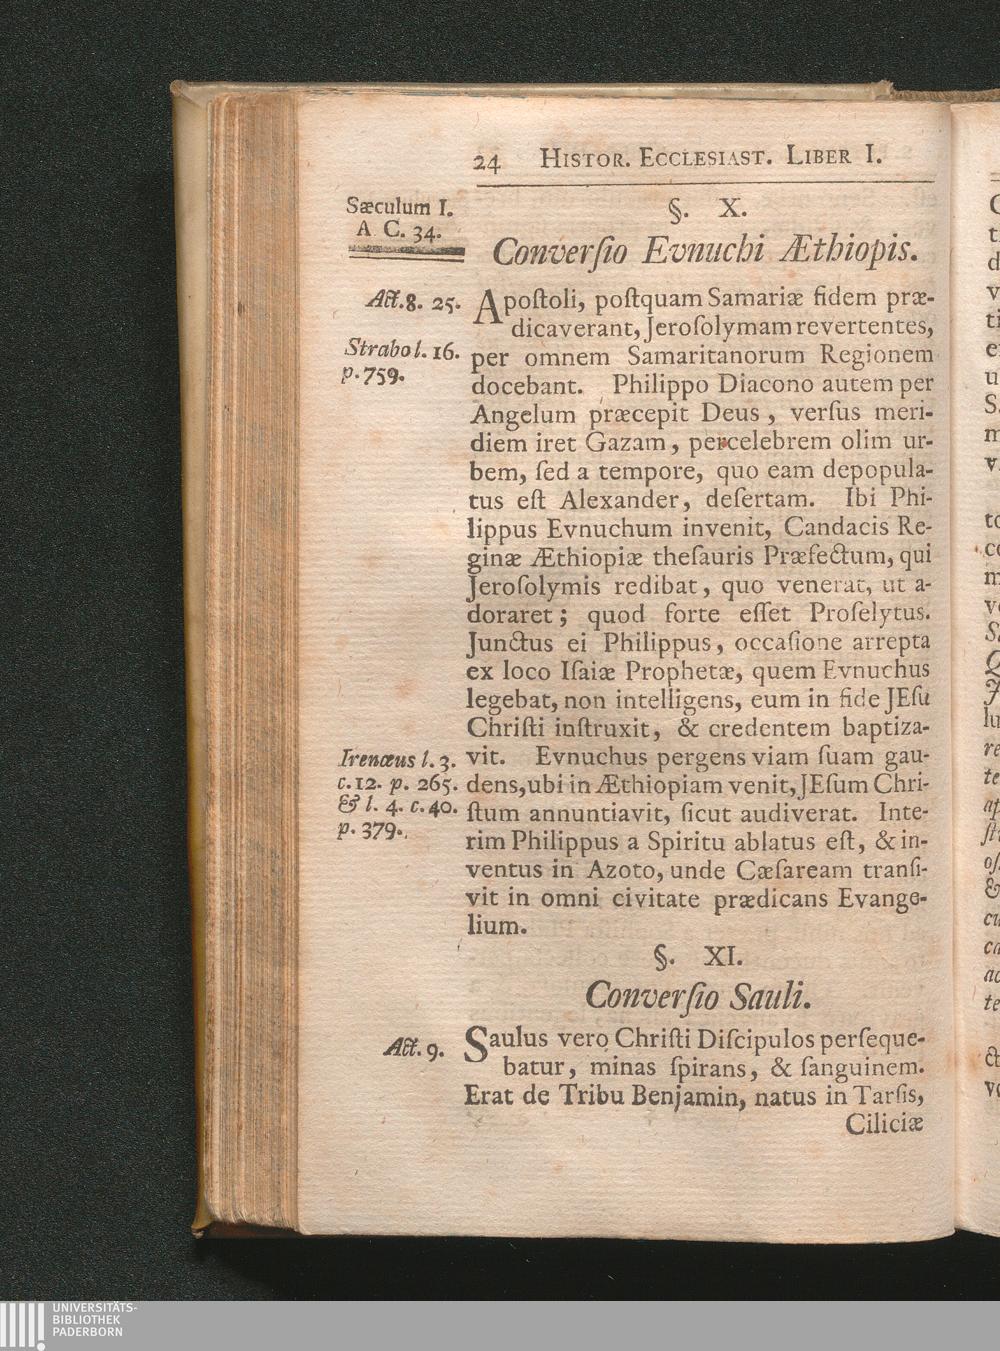 24 Histor. Ecclesiast. Liber I.
Sæculum I.
A C. 34.
§. X.
Converſio Evnuchi Æthiopis.
Act.8. 25.
Strabo l. 16.
p. 759.
Apoſtoli, poſtquam Samariæ fidem præ-
dicaverant, Jeroſolymam revertentes,
per omnem Samaritanorum Regionem
docebant. Philippo Diacono autem per
Angelum præcepit Deus, verſus meri-
diem iret Gazam, percelebrem olim ur-
bem, ſed a tempore, quo eam depopula-
tus eſt Alexander, deſertam. Ibi Phi-
lippus Evnuchum invenit, Candacis Re-
ginæ Æthiopiæ theſauris Præfectum, qui
Jeroſolymis redibat, quo venerat, ut a-
doraret; quod forte eſſet Proſelytus.
Junctus ei Philippus, occaſione arrepta
ex loco Iſaiæ Prophetæ, quem Evnuchus
legebat, non intelligens, eum in fide JEſu
Chriſti inſtruxit, & credentem baptiza-
vit. Evnuchus pergens viam ſuam gau-
dens, ubi in Æthiopiam venit, JEſum Chri-
ſtum annuntiavit, ſicut audiverat. Inte-
rim Philippus a Spiritu ablatus eſt, & in-
ventus in Azoto, unde Cæſaream tranſi-
vit in omni civitate prædicans Evange-
lium.
Irenæus l. 3.
c. 12. p. 265.
& l. 4. c. 40.
p. 379.
§. XI.
Converſio Sauli.
Act. 9.
Saulus vero Chriſti Diſcipulos perſeque-
batur, minas ſpirans, & ſanguinem.
Erat de Tribu Benjamin, natus in Tarſis,
Ciliciæ
UNIVERSITÄTS-
BIBLIOTHEK
PADERBORN